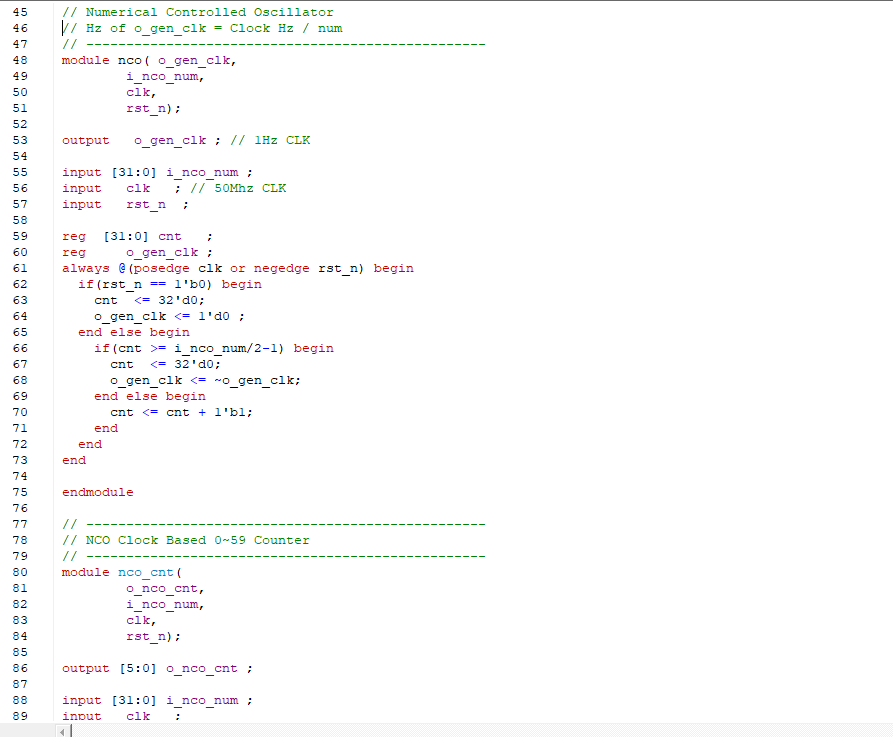 45 // Numerical Controlled Oscillator
46 // Hz of o_gen_clk = Clock Hz / num
47 // --------------------------------------------------
48 module nco( o_gen_clk,
49 i_nco_num,
50 clk,
51 rst_n);
52
53 output o_gen_clk ; // 1Hz CLK
54
55 input [31:0] i_nco_num ;
56 input clk ; // 50Mhz CLK
57 input rst_n ;
58
59 reg [31:0] cnt ;
60 reg o_gen_clk ;
61 always @(posedge clk or negedge rst_n) begin
62 if(rst_n == 1'b0) begin
63 cnt <= 32'd0;
64 o_gen_clk <= 1'd0 ;
65 end else begin
66 if(cnt >= i_nco_num/2-1) begin
67 cnt <= 32'd0;
68 o_gen_clk <= ~o_gen_clk;
69 end else begin
70 cnt <= cnt + 1'b1;
71 end
72 end
73 end
74
75 endmodule
76
77 // --------------------------------------------------
78 // NCO Clock Based 0~59 Counter
79 // --------------------------------------------------
80 module nco_cnt(
81 o_nco_cnt,
82 i_nco_num,
83 clk,
84 rst_n);
85
86 output [5:0] o_nco_cnt ;
87
88 input [31:0] i_nco_num ;
89 input clk ;